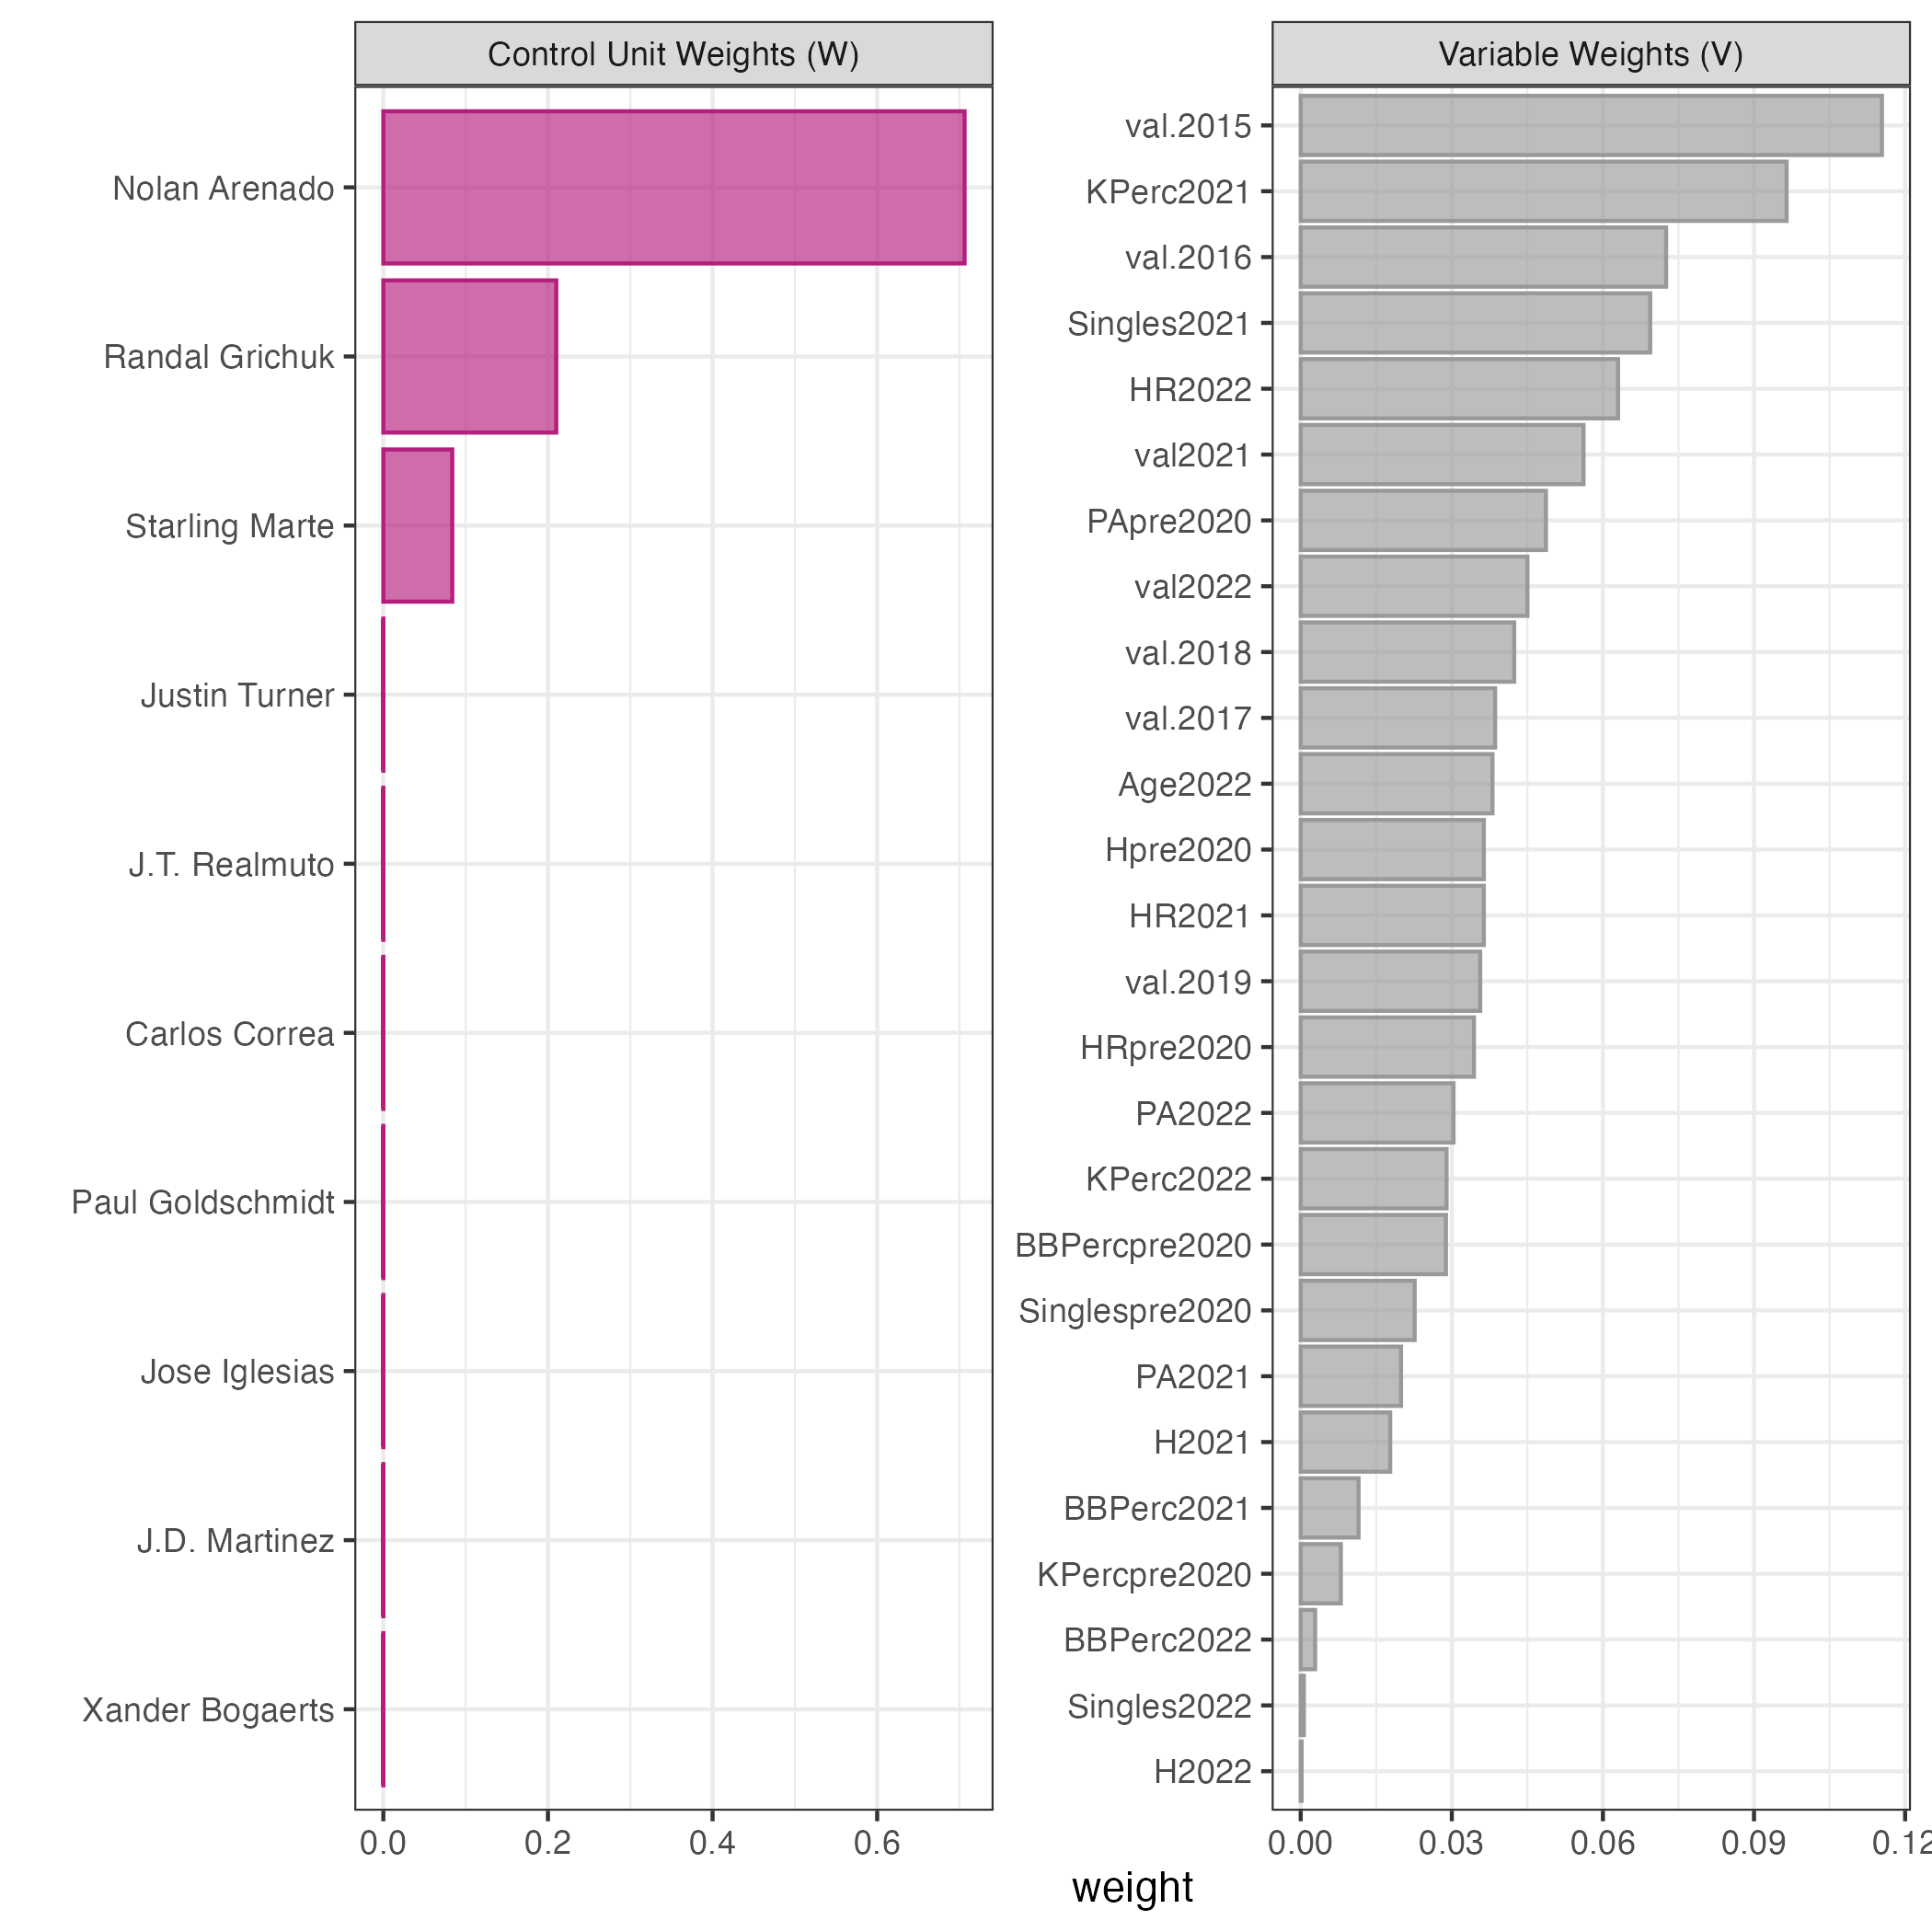 Control Unit Weights (W)
Nolan Arenado
Randal Grichuk
Starling Marte
Justin Turner
J.T. Realmuto
Carlos Correa
Paul Goldschmidt
Jose Iglesias
J.D. Martinez
Xander Bogaerts
0.0 0.2 0.4 0.6
Variable Weights (V)
val.2015
KPerc2021
val.2016
Singles2021
HR2022
val2021
PApre2020
val2022
val.2018
val.2017
Age2022
Hpre2020
HR2021
val.2019
HRpre2020
PA2022
KPerc2022
BBPercpre2020
Singlespre2020
PA2021
H2021
BBPerc2021
KPercpre2020
BBPerc2022
Singles2022
H2022
0.00 0.03 0.06 0.09 0.12
weight